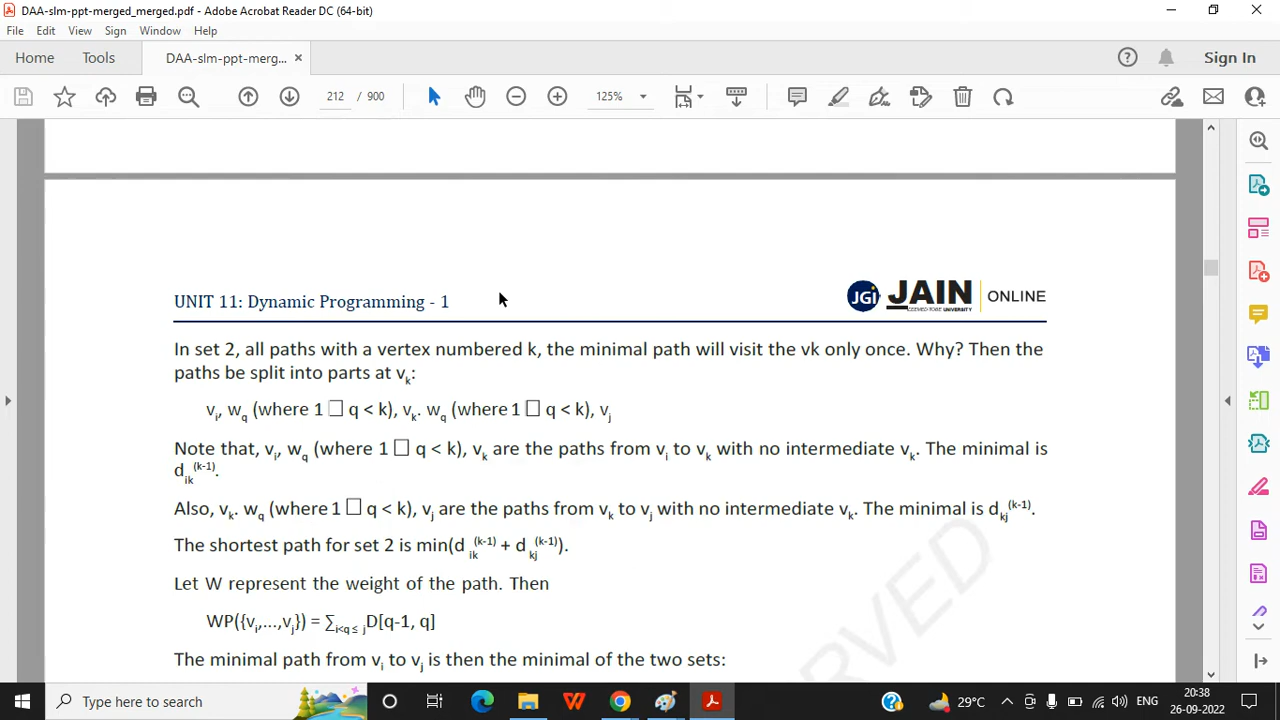 DAA-slm-ppt-merged_merged.pdf - Adobe Acrobat Reader DC (64-bit)
File Edit View Sign Window Help
Home Tools DAA-slm-ppt-merg... ×
Sign In
212 / 900 125%
UNIT 11: Dynamic Programming - 1
JGI JAIN DEEMED-TO-BE UNIVERSITY ONLINE
In set 2, all paths with a vertex numbered k, the minimal path will visit the vk only once. Why? Then the
paths be split into parts at vk:
vi, wq (where 1 □ q < k), vk. wq (where 1 □ q < k), vj
Note that, vi, wq (where 1 □ q < k), vk are the paths from vi to vk with no intermediate vk. The minimal is
dik(k-1).
Also, vk. wq (where 1 □ q < k), vj are the paths from vk to vj with no intermediate vk. The minimal is dkj(k-1).
The shortest path for set 2 is min(d ik(k-1) + d kj(k-1)).
Let W represent the weight of the path. Then
WP({vi,...,vj}) = ∑i<q≤ j D[q-1, q]
The minimal path from vi to vj is then the minimal of the two sets:
RVED
Type here to search
29°C ENG 20:38 26-09-2022